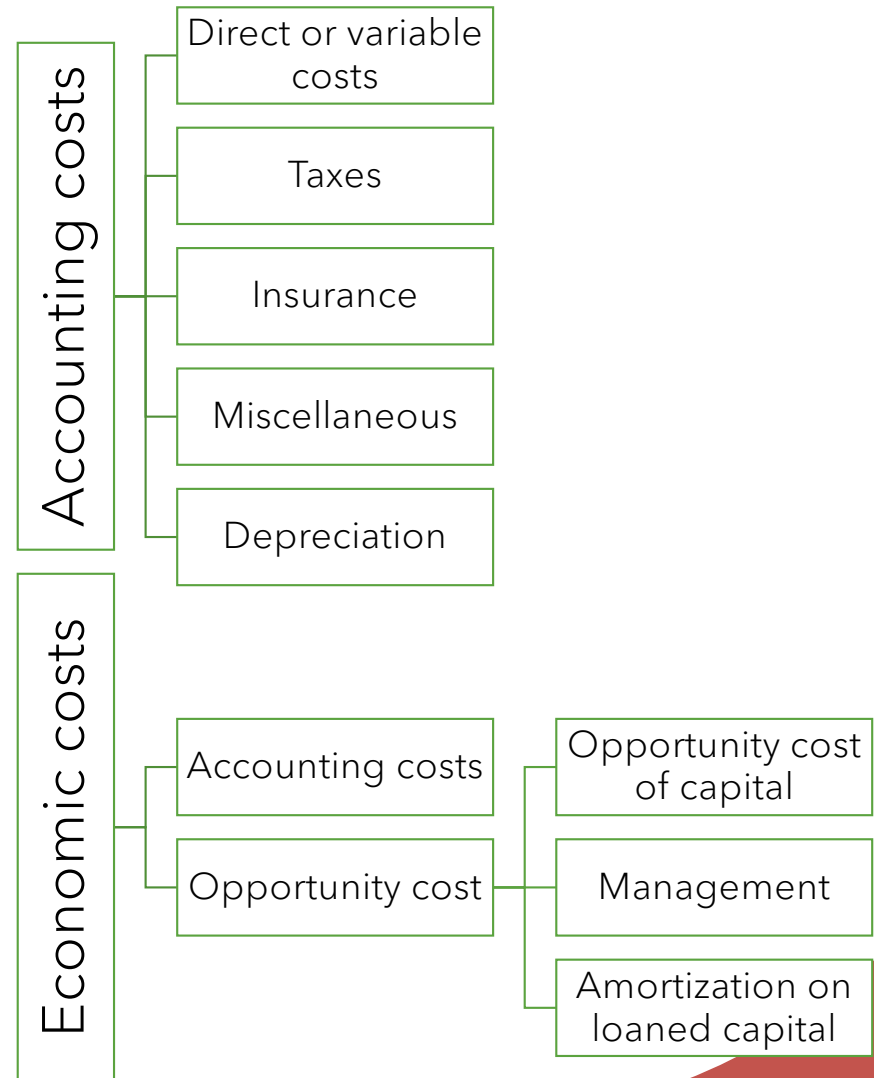 Accounting costs
Direct or variable
costs
Taxes
Insurance
Miscellaneous
Depreciation
Economic costs
Accounting costs
Opportunity cost
Opportunity cost
of capital
Management
Amortization on
loaned capital